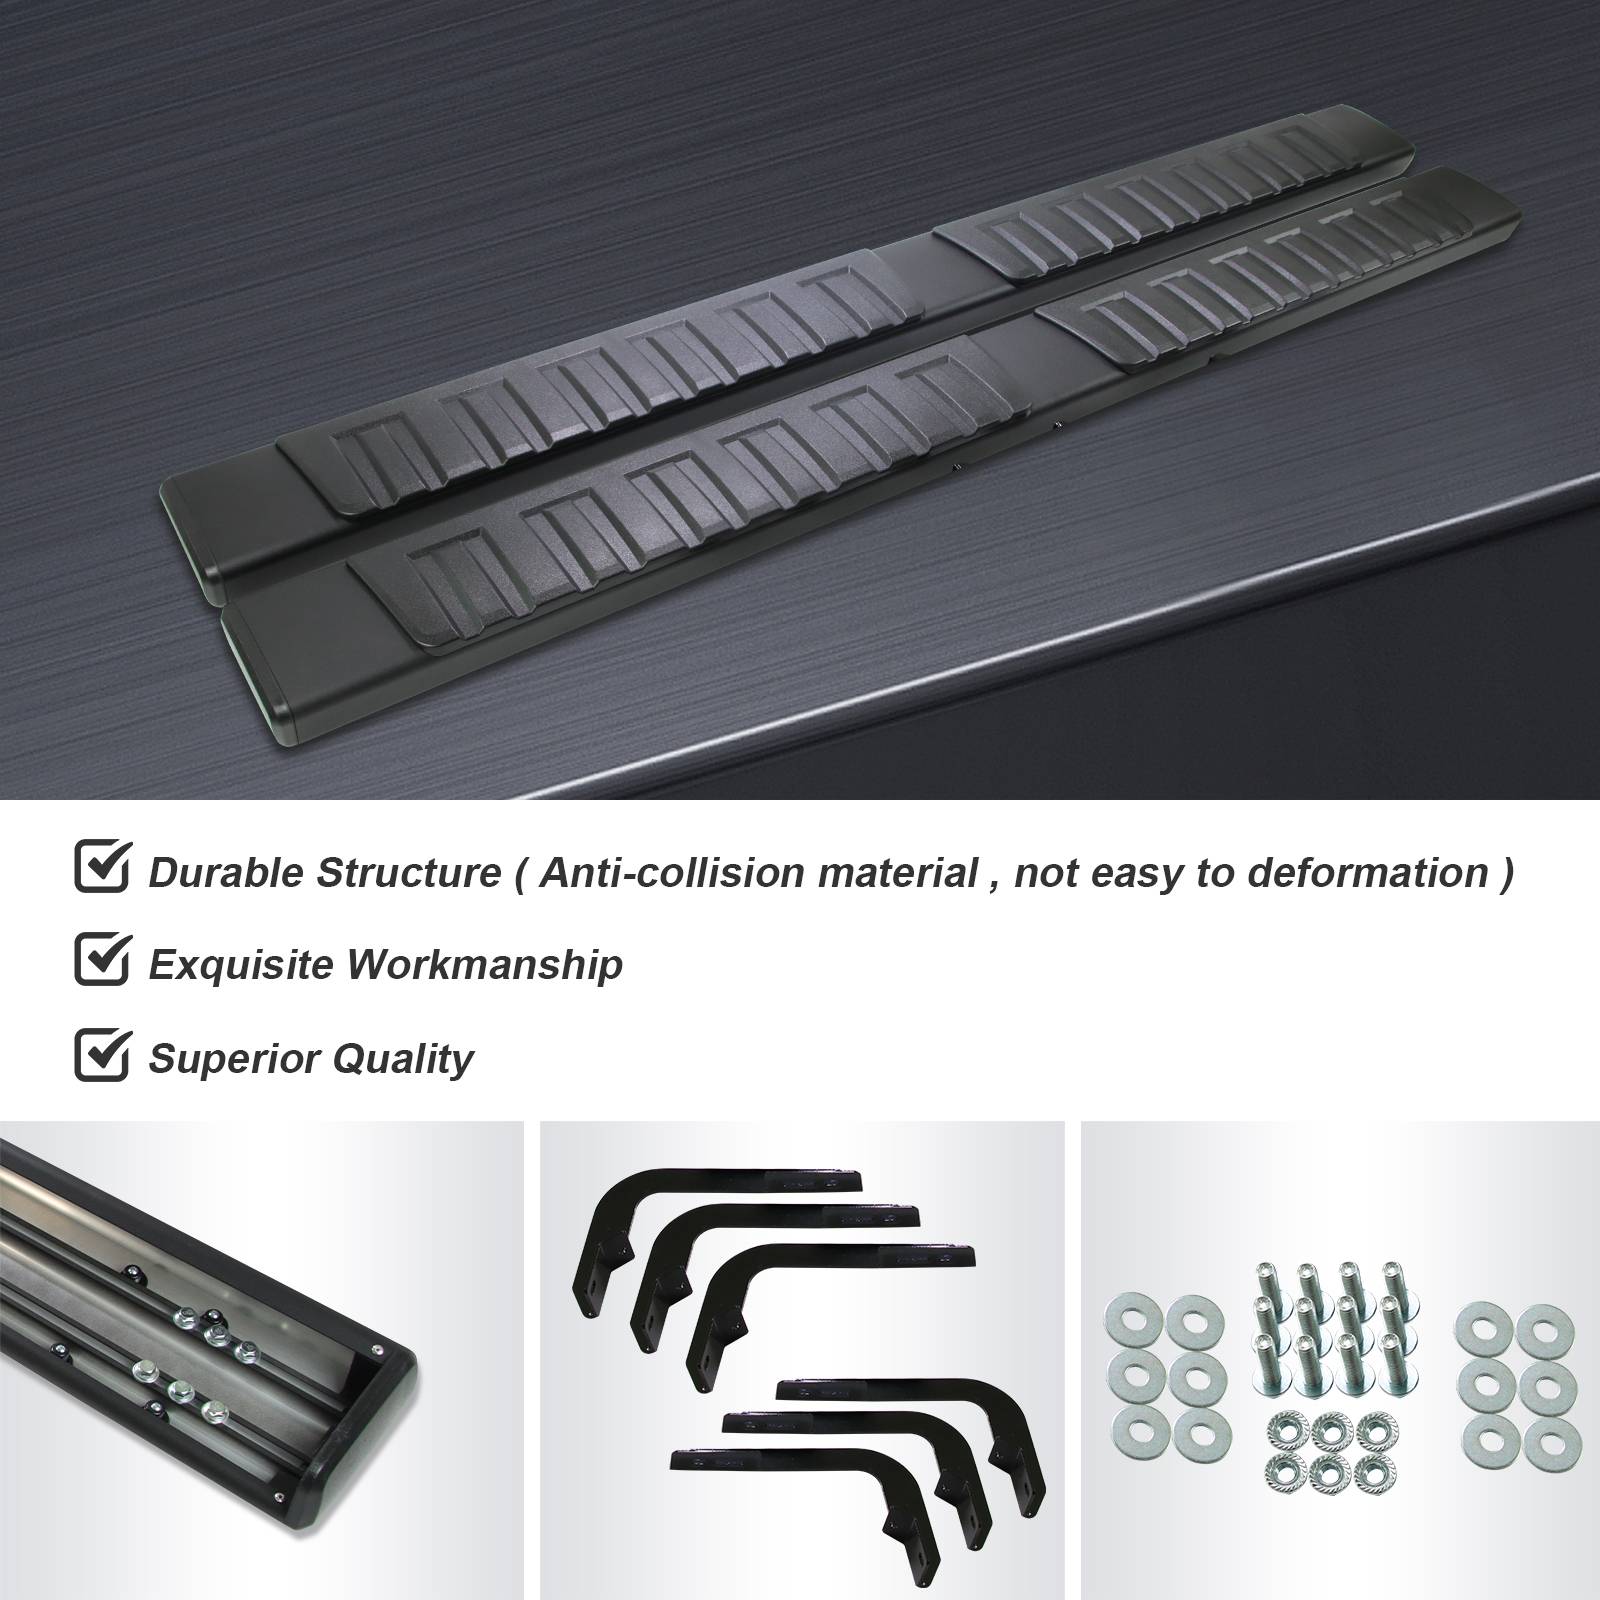 Durable Structure ( Anti-collision material , not easy to deformation )
Exquisite Workmanship
Superior Quality